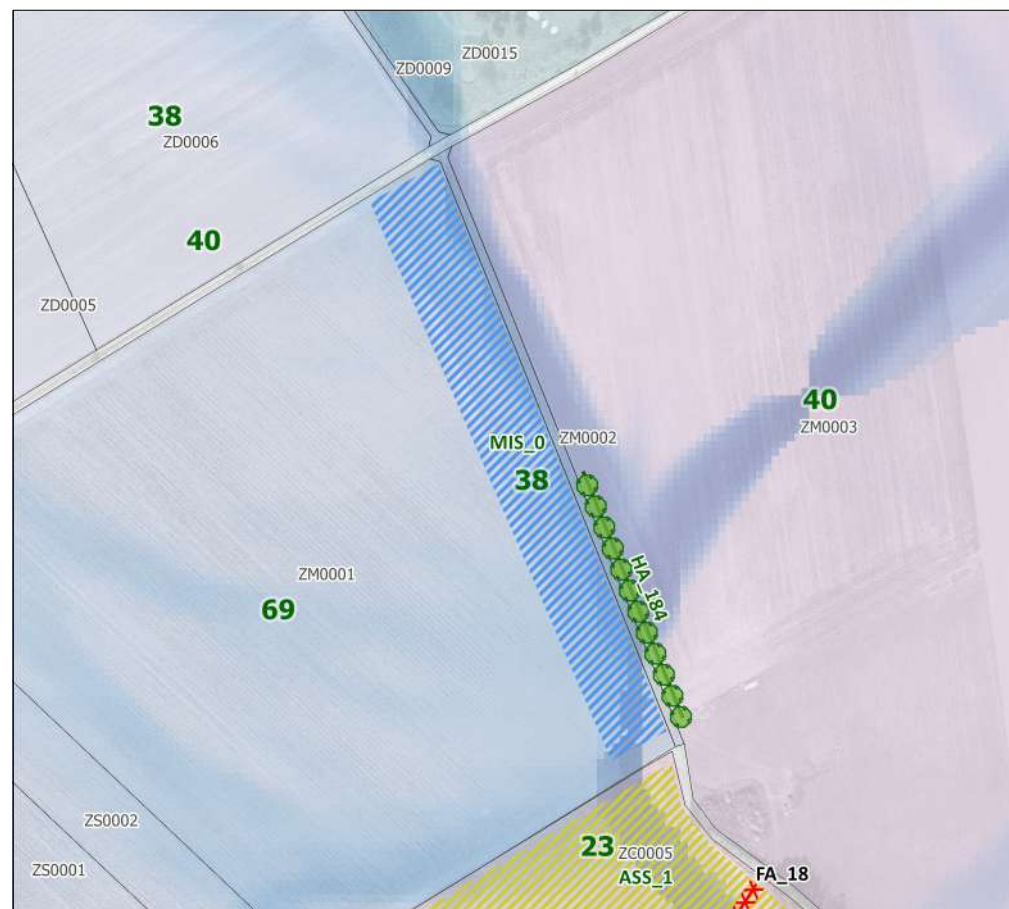 ZD0015
ZD0009
38
ZD0006
40
ZD0005
40
ZM0003
MIS_0
ZM0002
38
HA_184
ZM0001
69
ZS0002
23
ZC0005
ZS0001
ASS_1
FA_18